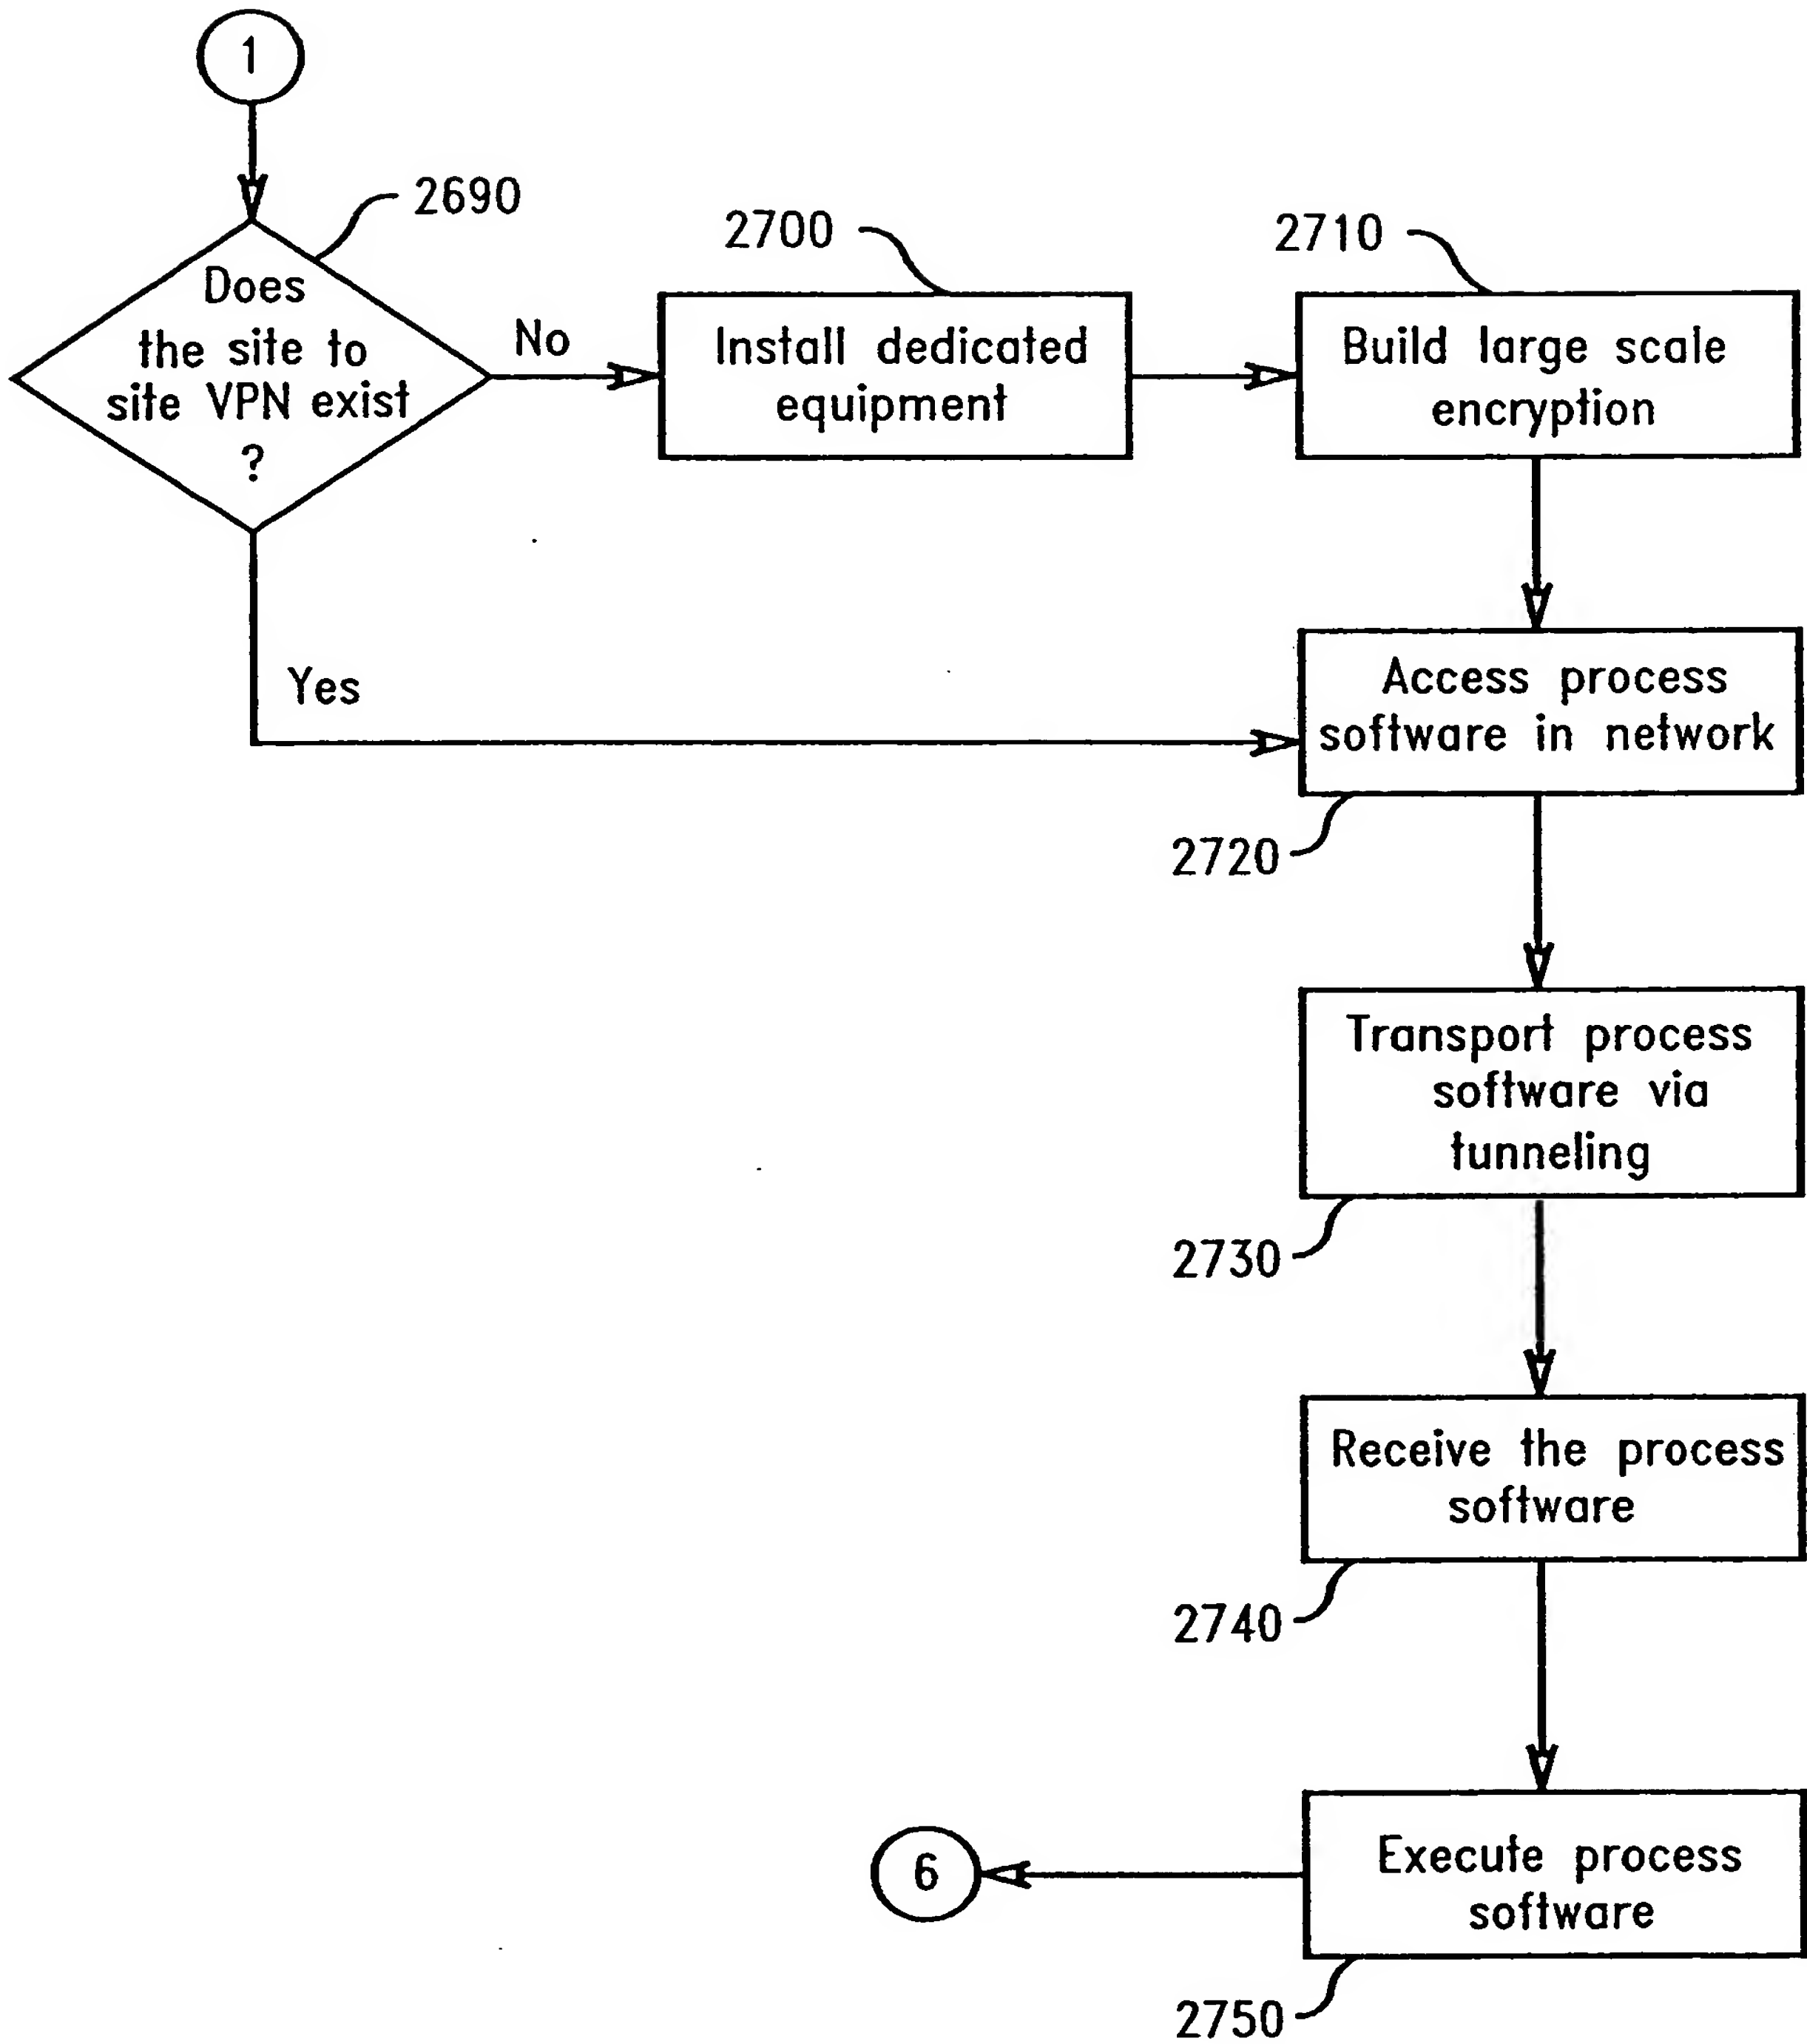 1
2690
Does
the site to
site VPN exist
?
No
2700
Install dedicated
equipment
2710
Build large scale
encryption
Yes
Access process
software in network
2720
Transport process
software via
tunneling
2730
Receive the process
software
2740
Execute process
software
6
2750